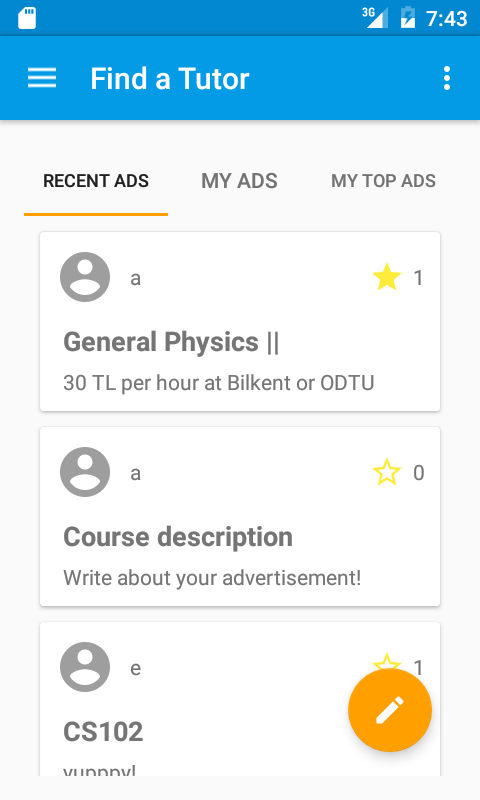 3G 7:43
Find a Tutor
RECENT ADS MY ADS MY TOP ADS
a 1
General Physics ||
30 TL per hour at Bilkent or ODTU
a 0
Course description
Write about your advertisement!
e 1
CS102
yupppy!